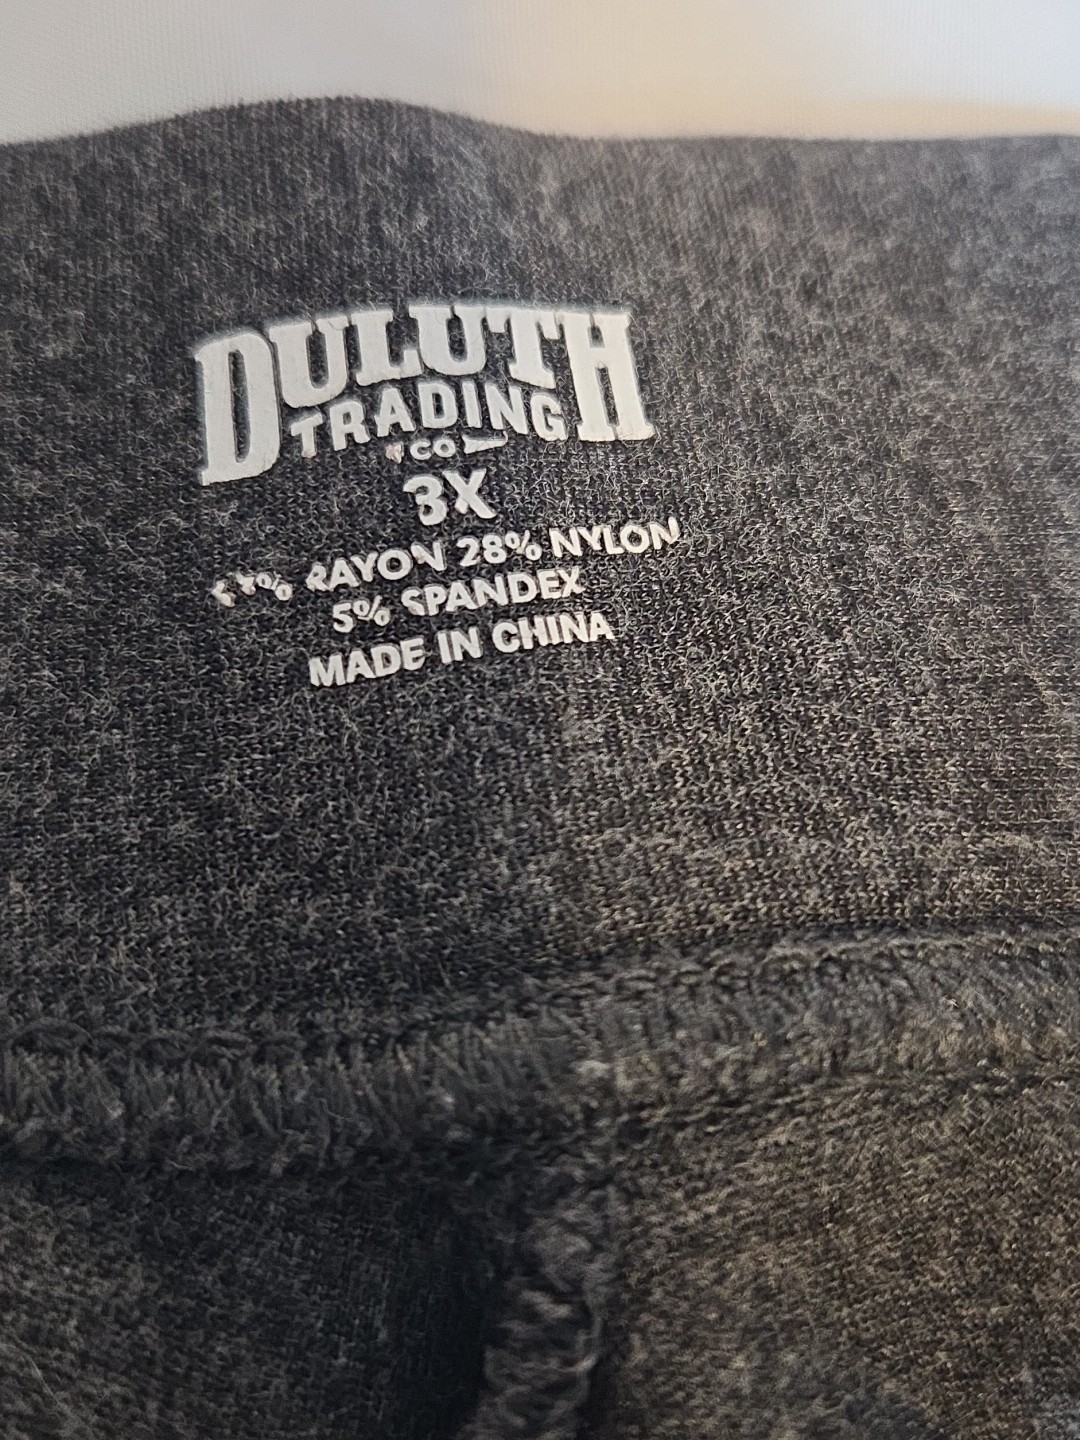 DULUTH
TRADING
CO
3X
% RAYON 28% NYLON
5% SPANDEX
MADE IN CHINA